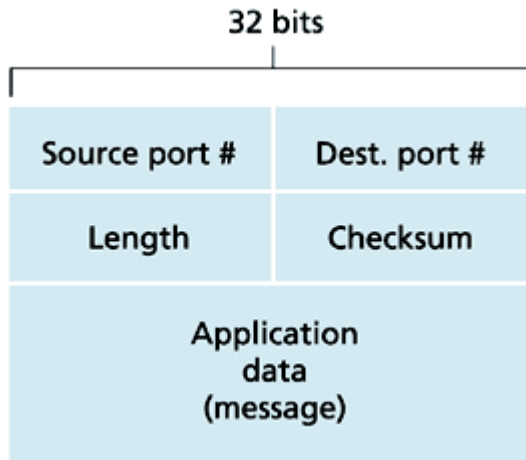 32 bits
Source port #
Dest. port #
Length
Checksum
Application
data
(message)